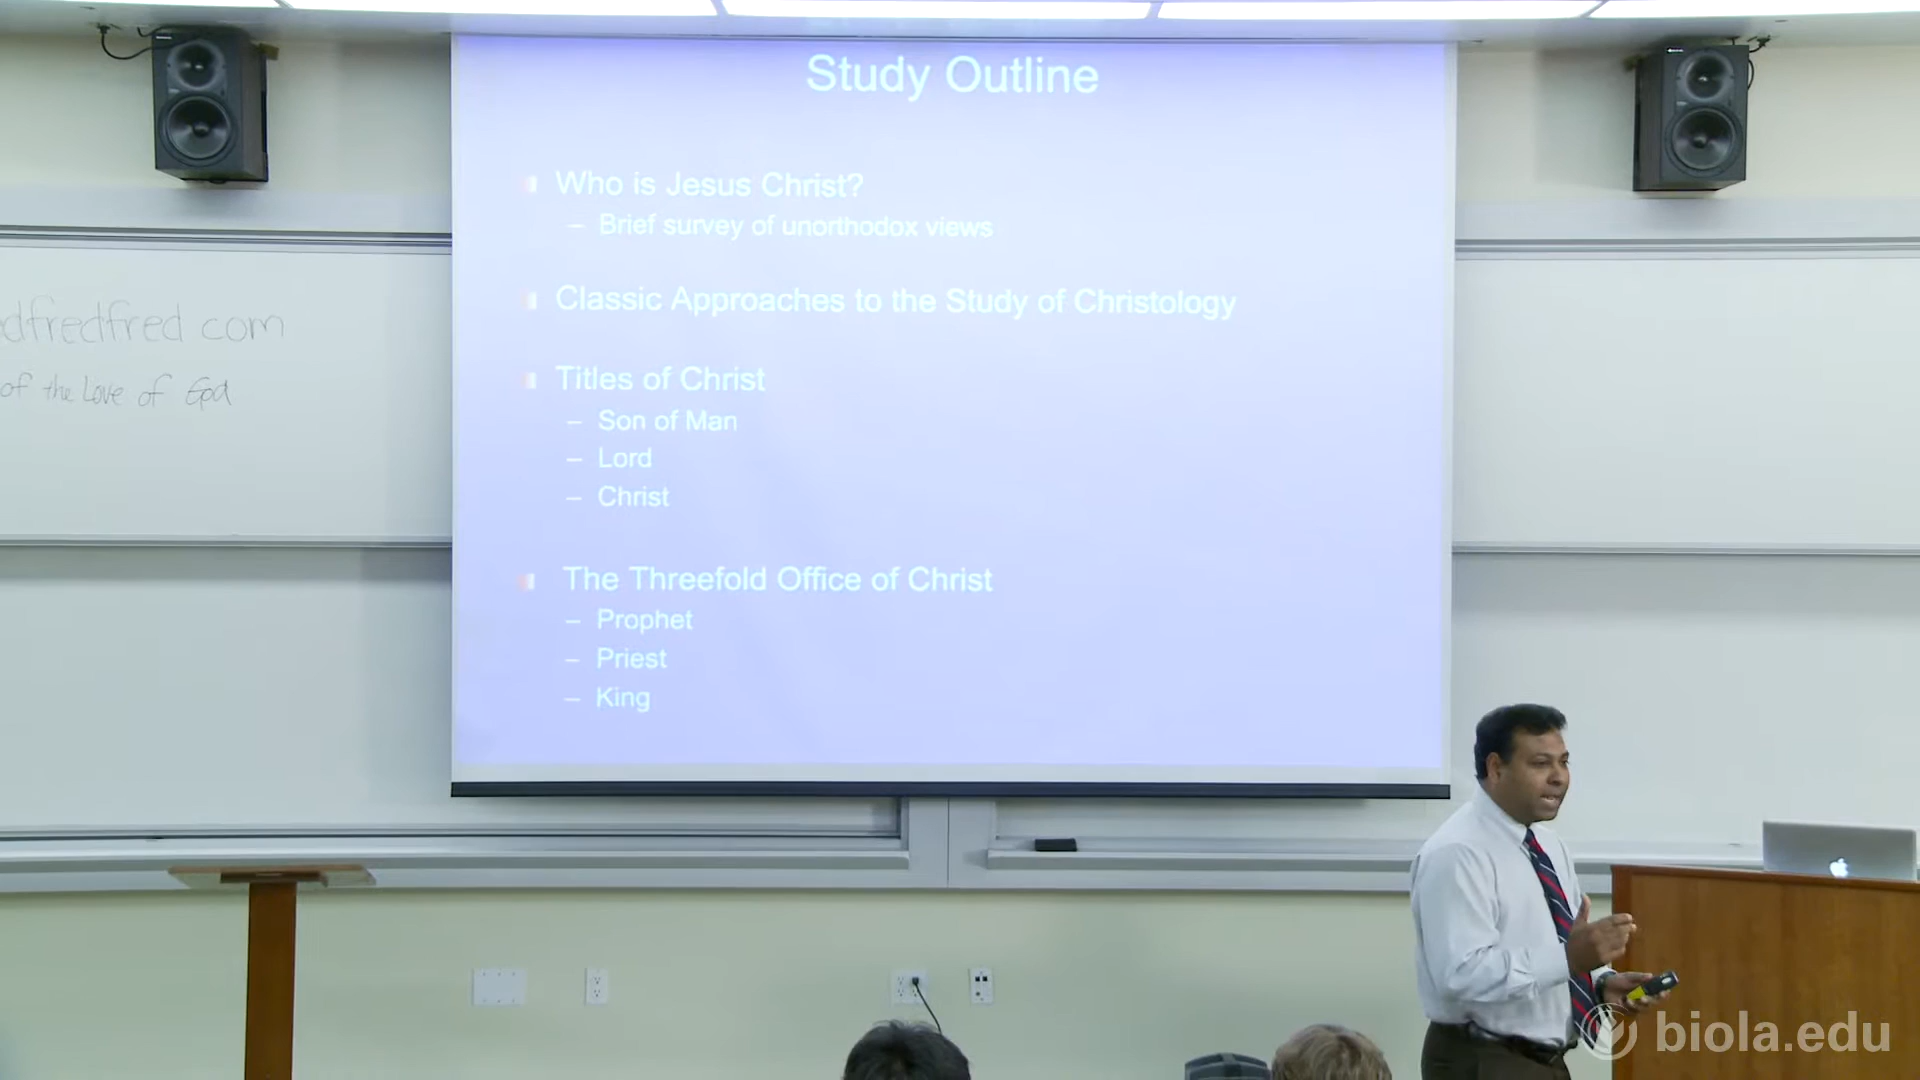 Study Outline
Who is Jesus Christ?
– Brief survey of unorthodox views
Classic Approaches to the Study of Christology
Titles of Christ
– Son of Man
– Lord
– Christ
The Threefold Office of Christ
– Prophet
– Priest
– King
dfredfred com
of the Love of God
biola.edu